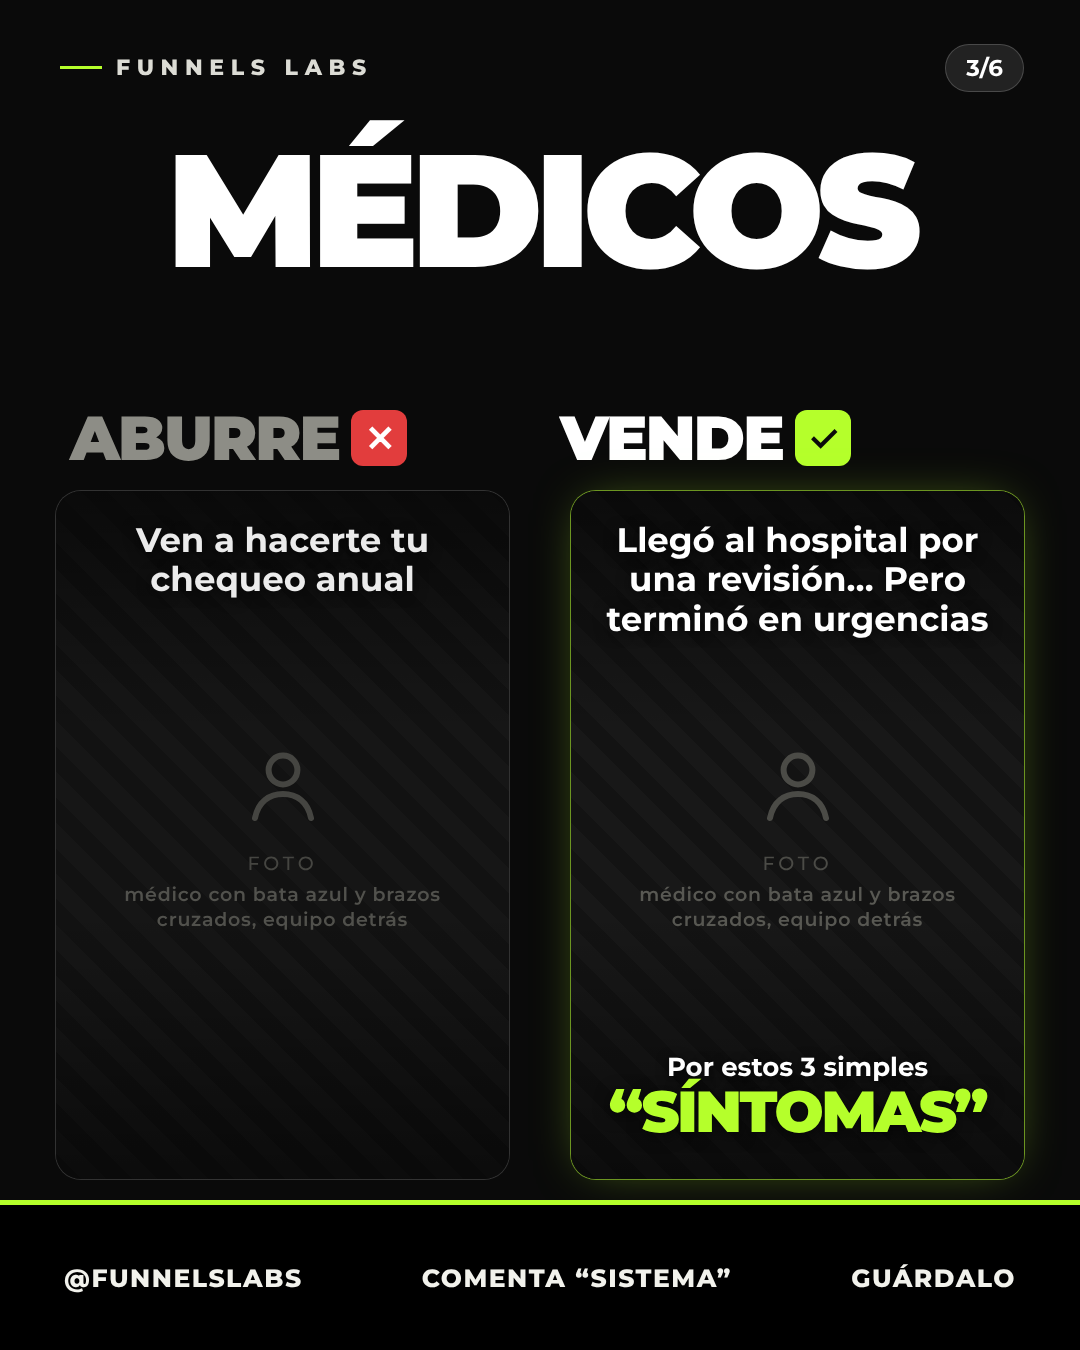 FUNNELS LABS
3/6
MÉDICOS
ABURRE
VENDE
Ven a hacerte tu
chequeo anual
FOTO
médico con bata azul y brazos
cruzados, equipo detrás
Llegó al hospital por
una revisión... Pero
terminó en urgencias
FOTO
médico con bata azul y brazos
cruzados, equipo detrás
Por estos 3 simples
“SÍNTOMAS”
@FUNNELSLABS
COMENTA “SISTEMA”
GUÁRDALO